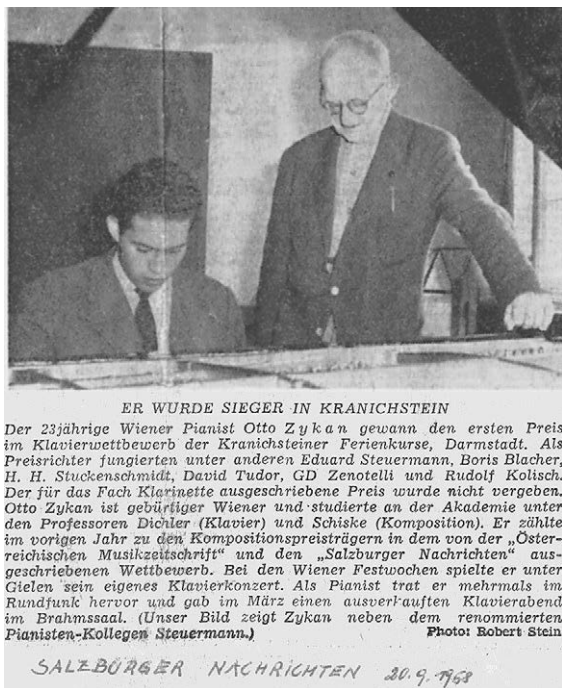 ER WURDE SIEGER IN KRANICHSTEIN
Der 23jährige Wiener Pianist Otto Zykan gewann den ersten Preis
im Klavierwettbewerb der Kranichsteiner Ferienkurse, Darmstadt. Als
Preisrichter fungierten unter anderen Eduard Steuermann, Boris Blacher,
H. H. Stuckenschmidt, David Tudor, GD Zenotelli und Rudolf Kolisch.
Der für das Fach Klarinette ausgeschriebene Preis wurde nicht vergeben.
Otto Zykan ist gebürtiger Wiener und studierte an der Akademie unter
den Professoren Dichler (Klavier) und Schiske (Komposition). Er zählte
im vorigen Jahr zu den Kompositionspreisträgern in dem von der „Öster-
reichischen Musikzeitschrift“ und den „Salzburger Nachrichten“ aus-
geschriebenen Wettbewerb. Bei den Wiener Festwochen spielte er unter
Gielen sein eigenes Klavierkonzert. Als Pianist trat er mehrmals im
Rundfunk hervor und gab im März einen ausverkauften Klavierabend
im Brahmssaal. (Unser Bild zeigt Zykan neben dem renommierten
Pianisten-Kollegen Steuermann.) Photo: Robert Stein
SALZBURGER NACHRICHTEN 20.9.1958